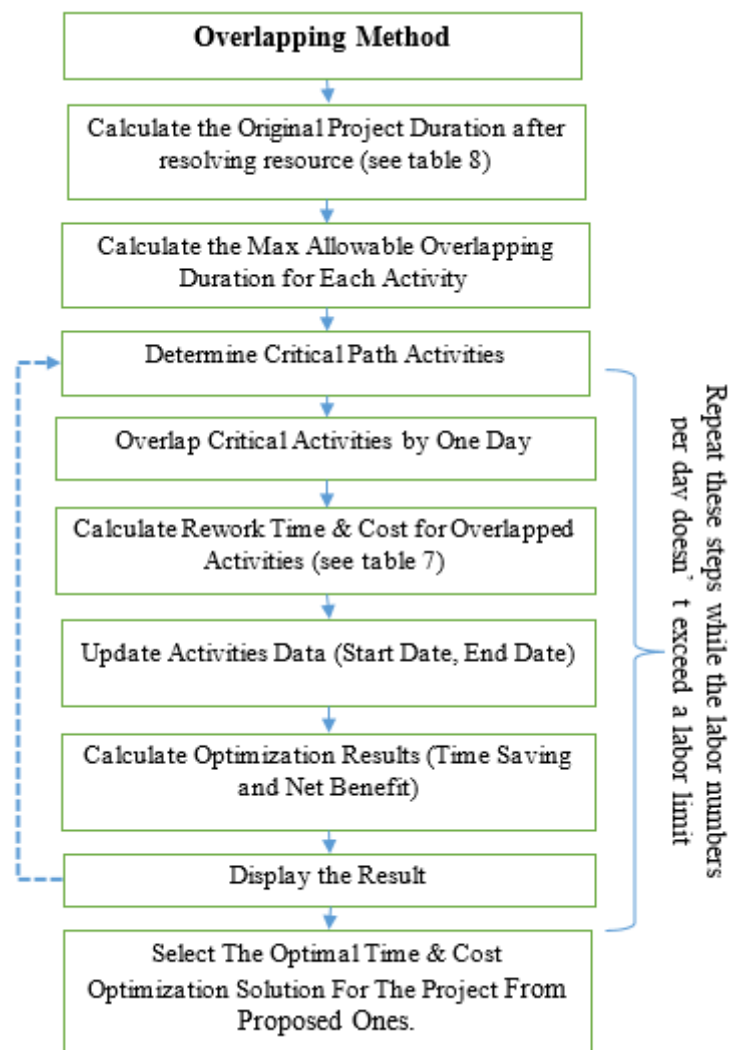 Overlapping Method
Calculate the Original Project Duration after
resolving resource (see table 8)
Calculate the Max Allowable Overlapping
Duration for Each Activity
Determine Critical Path Activities
Overlap Critical Activities by One Day
Calculate Rework Time & Cost for Overlapped
Activities (see table 7)
Update Activities Data (Start Date, End Date)
Calculate Optimization Results (Time Saving
and Net Benefit)
Display the Result
Select The Optimal Time & Cost
Optimization Solution For The Project From
Proposed Ones.
Repeat these steps while the labor numbers
per day doesn’ t exceed a labor limit